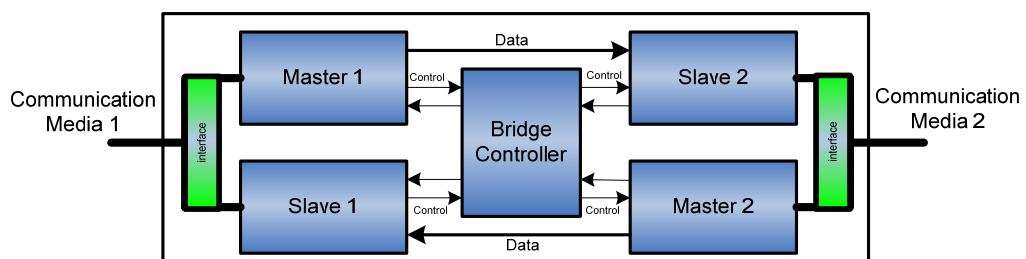 Data
Master 1
Control
Control
Slave 2
Communication
Media 1
interface
Bridge
Controller
interface
Communication
Media 2
Slave 1
Control
Control
Master 2
Data